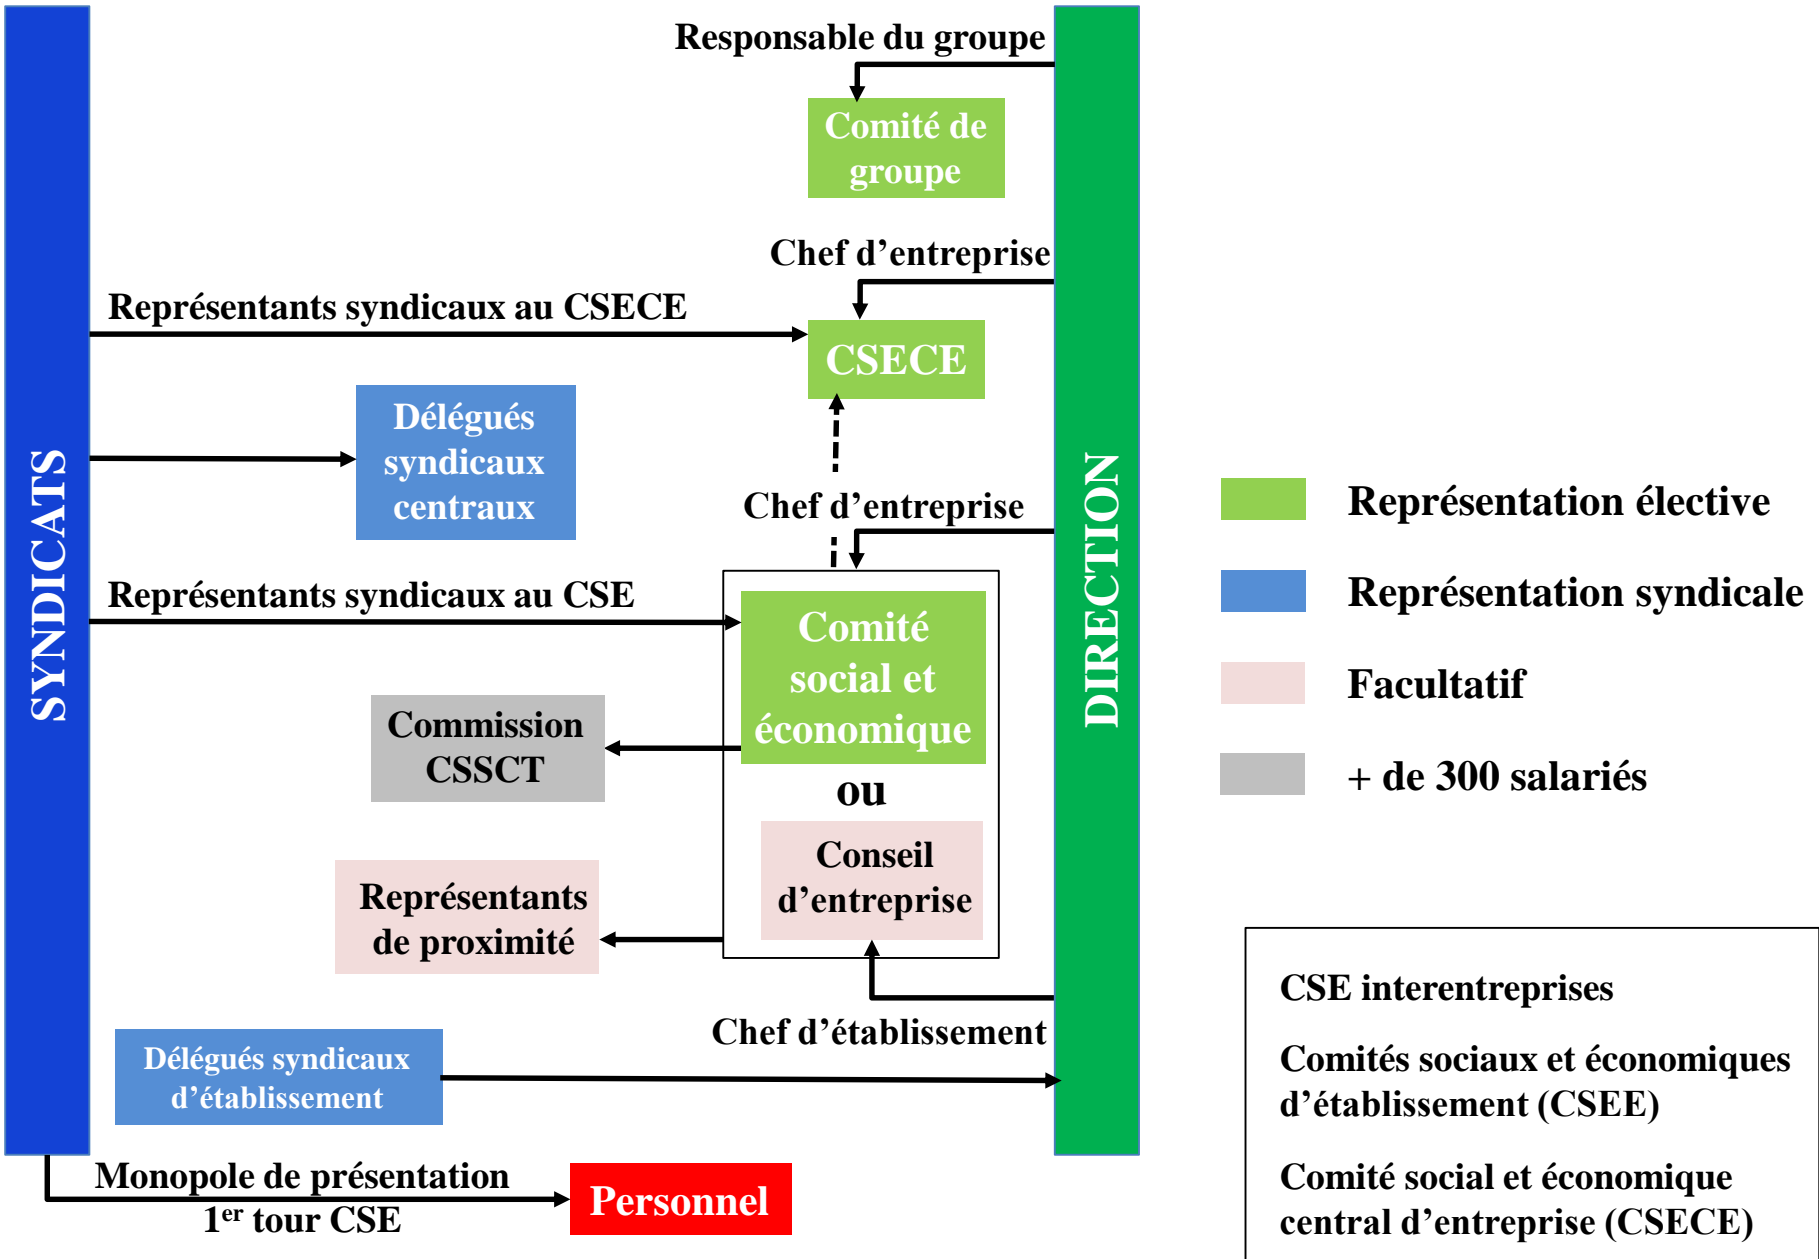 SYNDICATS
DIRECTION
Responsable du groupe
Comité de
groupe
Chef d’entreprise
Représentants syndicaux au CSECE
CSECE
Délégués
syndicaux
centraux
Chef d’entreprise
Représentants syndicaux au CSE
Comité
social et
économique
Commission
CSSCT
ou
Conseil
d’entreprise
Représentants
de proximité
Chef d’établissement
Délégués syndicaux
d’établissement
Monopole de présentation
1er tour CSE
Personnel
Représentation élective
Représentation syndicale
Facultatif
+ de 300 salariés
CSE interentreprises
Comités sociaux et économiques
d’établissement (CSEE)
Comité social et économique
central d’entreprise (CSECE)